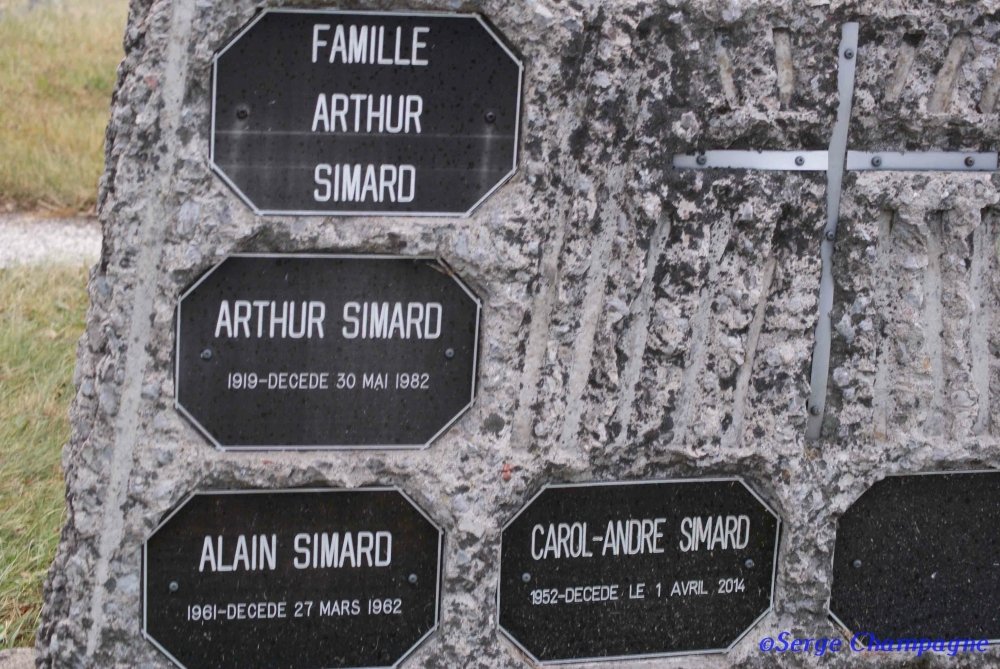 FAMILLE
ARTHUR
SIMARD
ARTHUR SIMARD
1919-DECEDE 30 MAI 1982
ALAIN SIMARD
1961-DECEDE 27 MARS 1962
CAROL-ANDRE SIMARD
1952-DECEDE LE 1 AVRIL 2014
©Serge Champagne